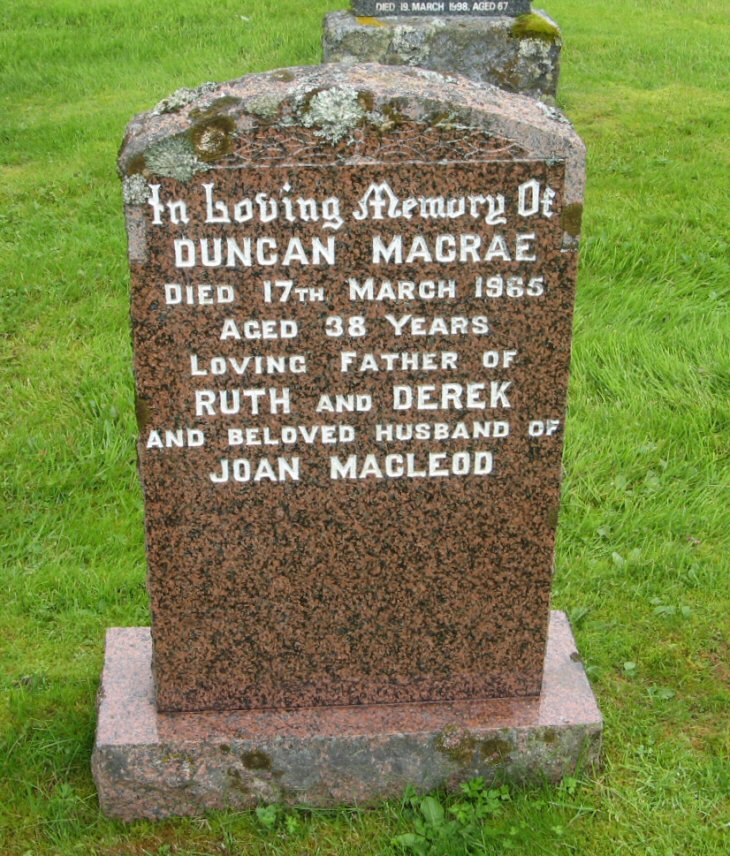 DIED 19. MARCH 1998. AGED 67
In Loving Memory Of
DUNCAN MACRAE
DIED 17TH MARCH 1985
AGED 38 YEARS
LOVING FATHER OF
RUTH AND DEREK
AND BELOVED HUSBAND OF
JOAN MACLEOD